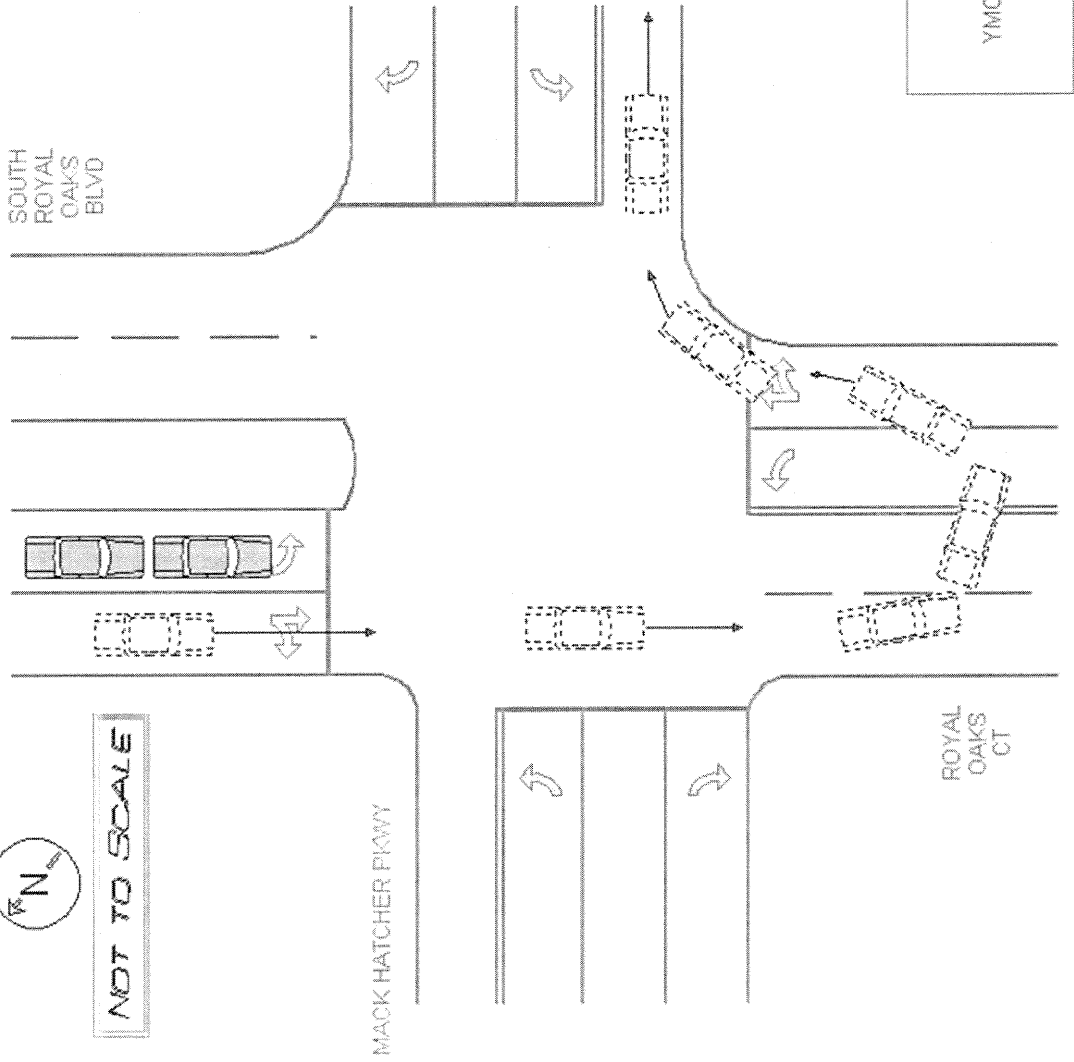 SOUTH
ROYAL
OAKS
BLVD
YMC
N
NOT TO SCALE
MACK HATCHER PKWY
ROYAL
OAKS
CT